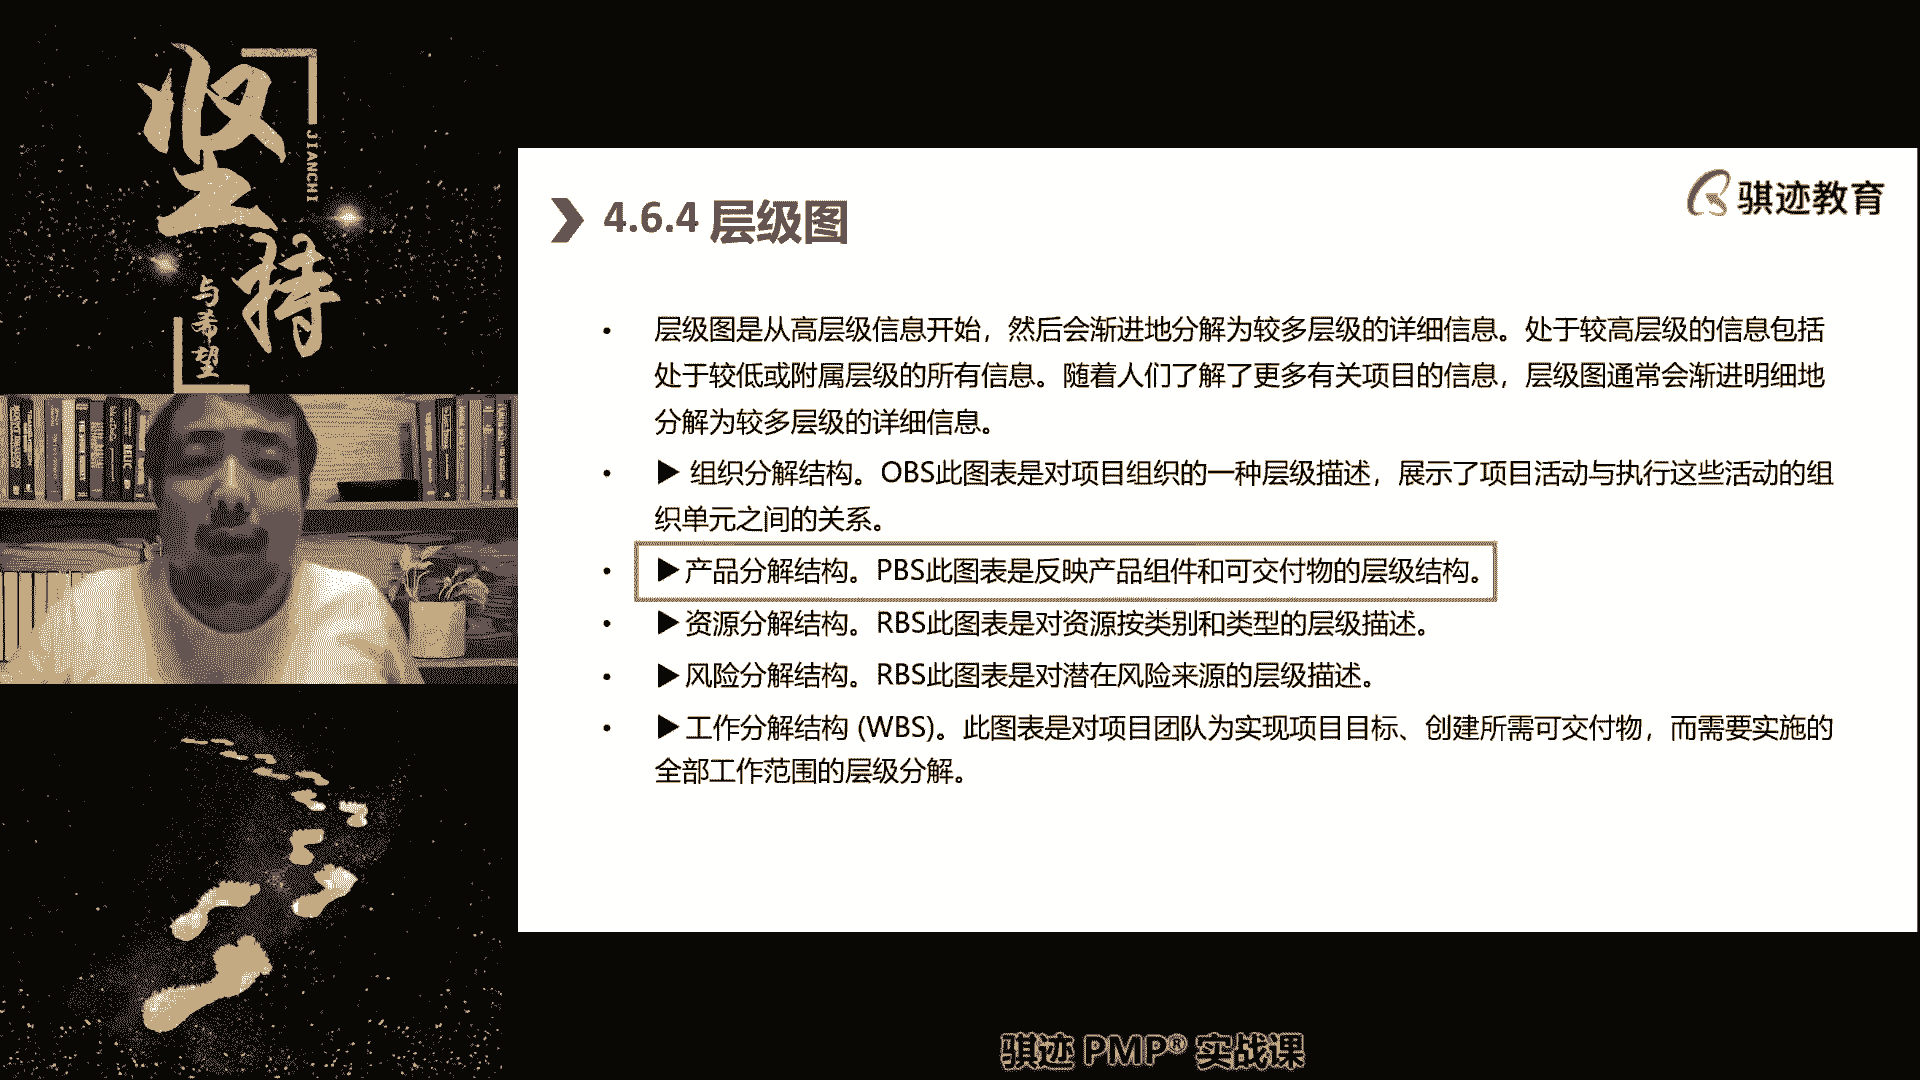 坚持
JIANCHI
与希望
骐迹教育
4.6.4 层级图
• 层级图是从高层级信息开始，然后会渐进地分解为较多层级的详细信息。处于较高层级的信息包括
处于较低或附属层级的所有信息。随着人们了解了更多有关项目的信息，层级图通常会渐进明细地
分解为较多层级的详细信息。
• ▶ 组织分解结构。OBS此图表是对项目组织的一种层级描述，展示了项目活动与执行这些活动的组
织单元之间的关系。
• ▶产品分解结构。PBS此图表是反映产品组件和可交付物的层级结构。
• ▶资源分解结构。RBS此图表是对资源按类别和类型的层级描述。
• ▶风险分解结构。RBS此图表是对潜在风险来源的层级描述。
• ▶工作分解结构 (WBS)。此图表是对项目团队为实现项目目标、创建所需可交付物，而需要实施的
全部工作范围的层级分解。
骐迹 PMP® 实战课